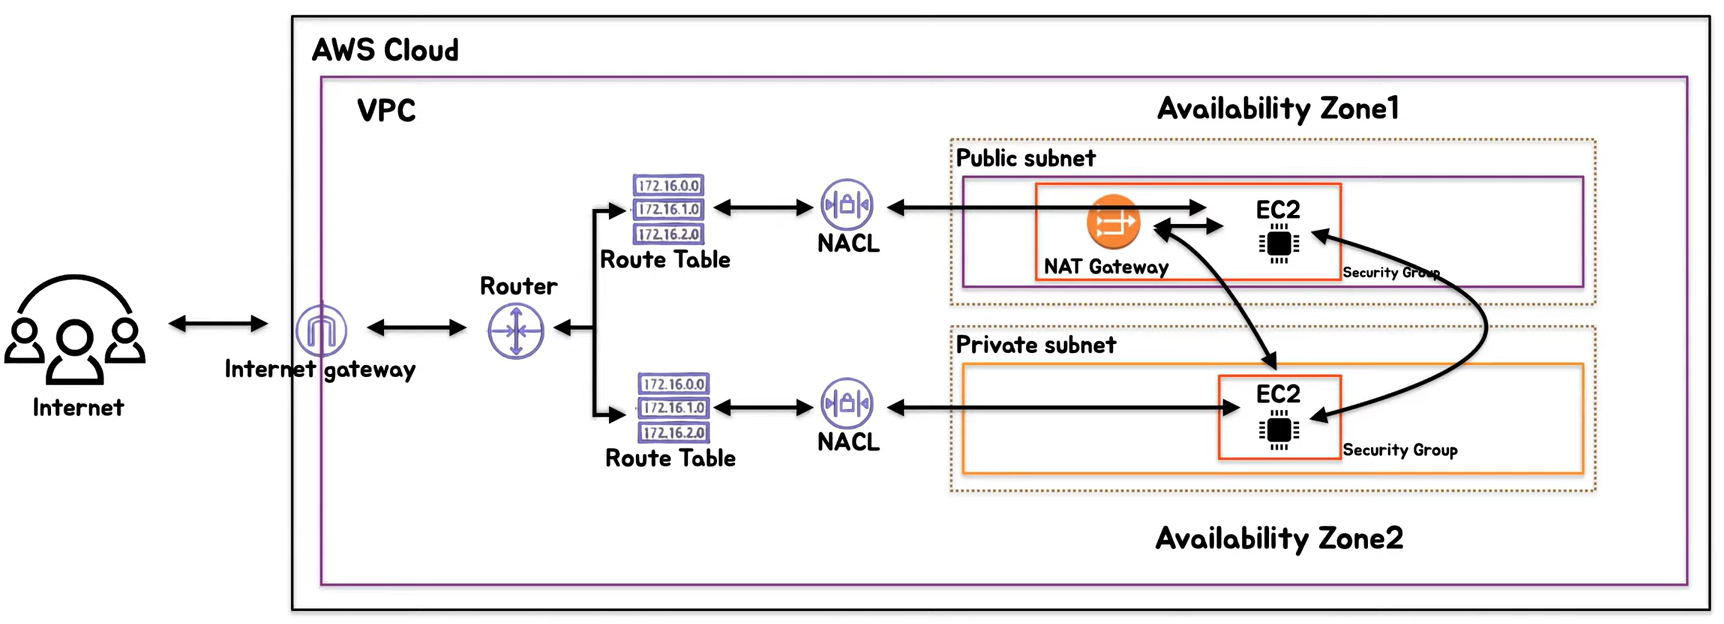 AWS Cloud
VPC
Availability Zone1
Public subnet
172.16.0.0
172.16.1.0
172.16.2.0
Route Table
NACL
NAT Gateway
EC2
Security Group
Router
Internet gateway
Internet
Private subnet
172.16.0.0
172.16.1.0
172.16.2.0
Route Table
NACL
EC2
Security Group
Availability Zone2